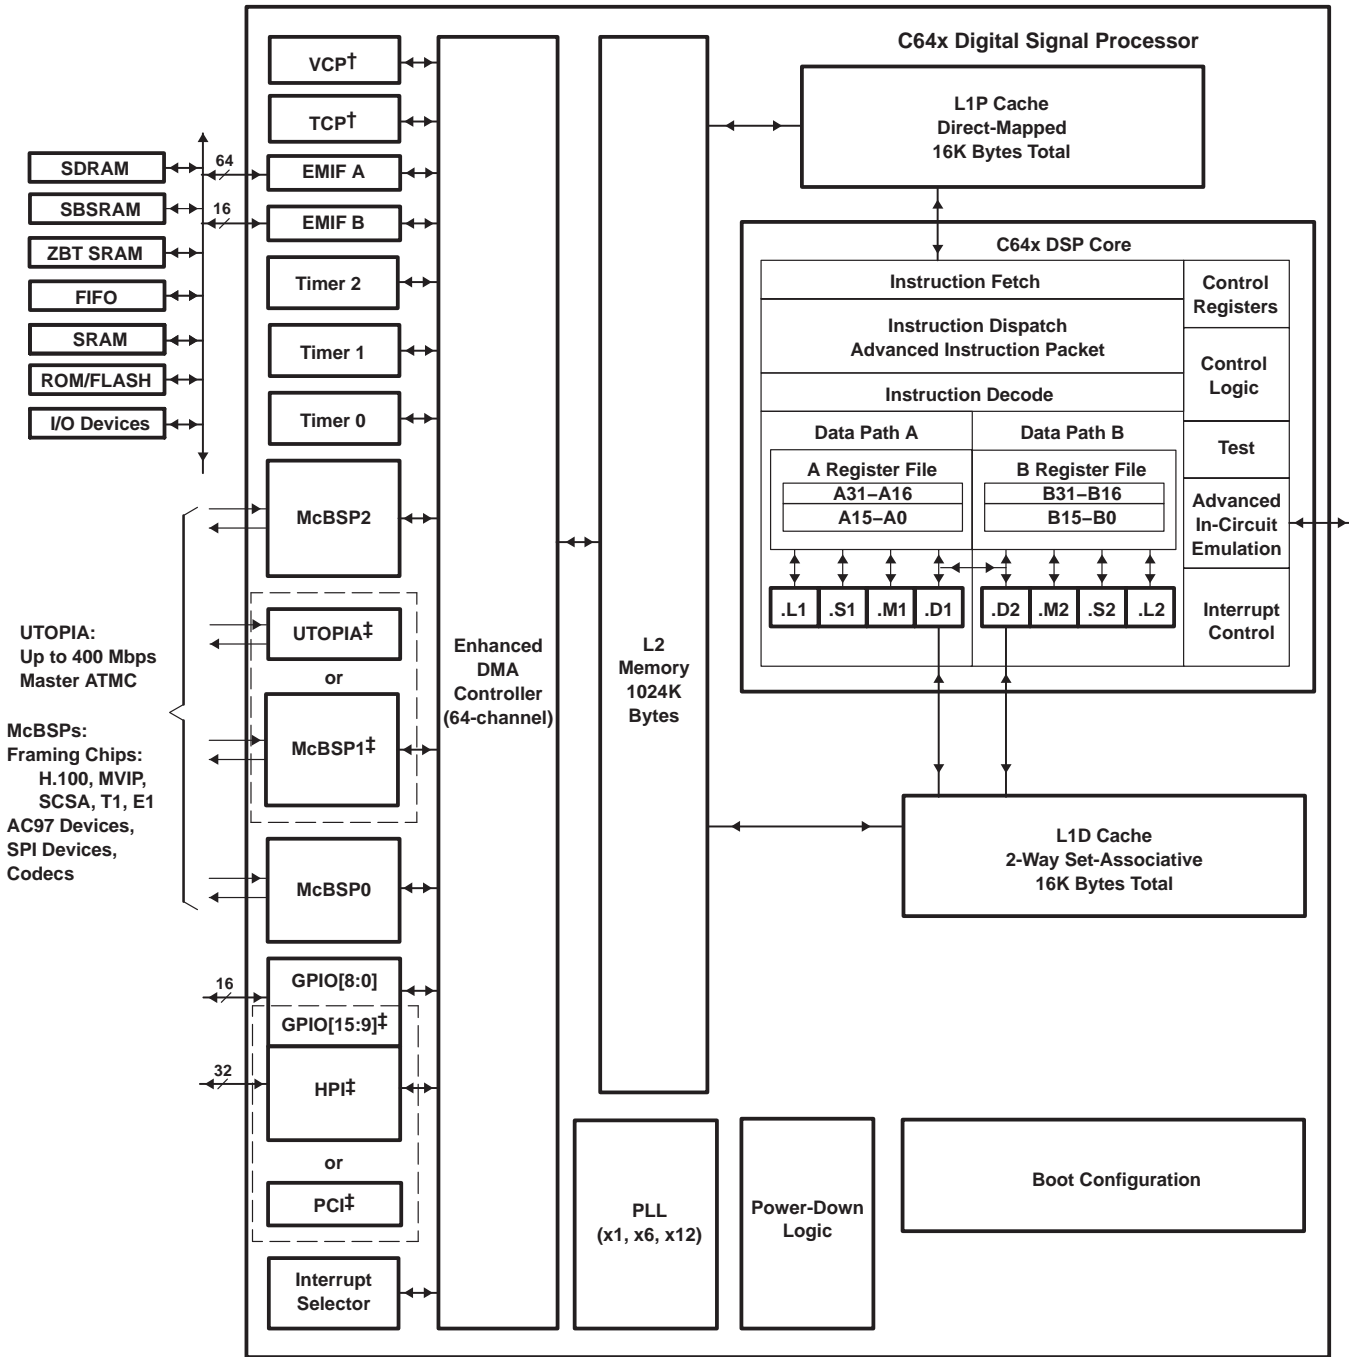 C64x Digital Signal Processor
VCP†
TCP†
EMIF A
EMIF B
Timer 2
Timer 1
Timer 0
McBSP2
UTOPIA‡
or
McBSP1‡
McBSP0
GPIO[8:0]
GPIO[15:9]‡
HPI‡
or
PCI‡
Interrupt
Selector
64
16
16
32
SDRAM
SBSRAM
ZBT SRAM
FIFO
SRAM
ROM/FLASH
I/O Devices
UTOPIA:
Up to 400 Mbps
Master ATMC
McBSPs:
Framing Chips:
H.100, MVIP,
SCSA, T1, E1
AC97 Devices,
SPI Devices,
Codecs
Enhanced
DMA
Controller
(64-channel)
L2
Memory
1024K
Bytes
L1P Cache
Direct-Mapped
16K Bytes Total
C64x DSP Core
Instruction Fetch
Instruction Dispatch
Advanced Instruction Packet
Instruction Decode
Data Path A
Data Path B
A Register File
A31–A16
A15–A0
B Register File
B31–B16
B15–B0
.L1
.S1
.M1
.D1
.D2
.M2
.S2
.L2
Control
Registers
Control
Logic
Test
Advanced
In-Circuit
Emulation
Interrupt
Control
L1D Cache
2-Way Set-Associative
16K Bytes Total
PLL
(x1, x6, x12)
Power-Down
Logic
Boot Configuration